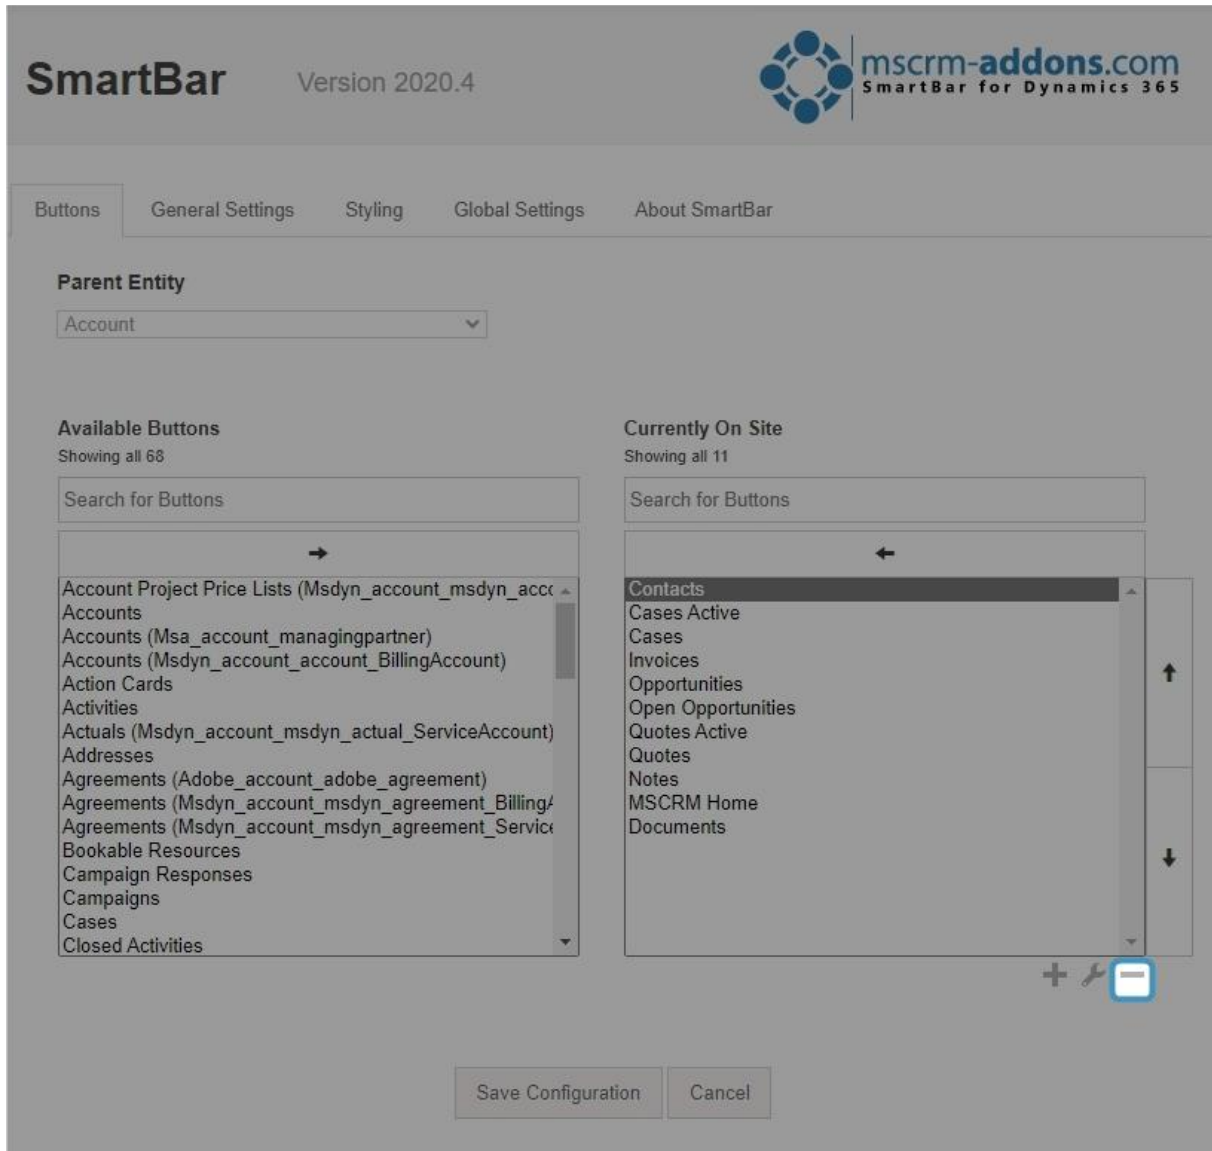 SmartBar Version 2020.4
mscrm-addons.com
SmartBar for Dynamics 365
Buttons General Settings Styling Global Settings About SmartBar
Parent Entity
Account
Available Buttons
Showing all 68
Search for Buttons
Account Project Price Lists (Msdyn_account_msdyn_acc
Accounts
Accounts (Msa_account_managingpartner)
Accounts (Msdyn_account_account_BillingAccount)
Action Cards
Activities
Actuals (Msdyn_account_msdyn_actual_ServiceAccount)
Addresses
Agreements (Adobe_account_adobe_agreement)
Agreements (Msdyn_account_msdyn_agreement_Billing
Agreements (Msdyn_account_msdyn_agreement_Service
Bookable Resources
Campaign Responses
Campaigns
Cases
Closed Activities
Currently On Site
Showing all 11
Search for Buttons
Contacts
Cases Active
Cases
Invoices
Opportunities
Open Opportunities
Quotes Active
Quotes
Notes
MSCRM Home
Documents
Save Configuration Cancel